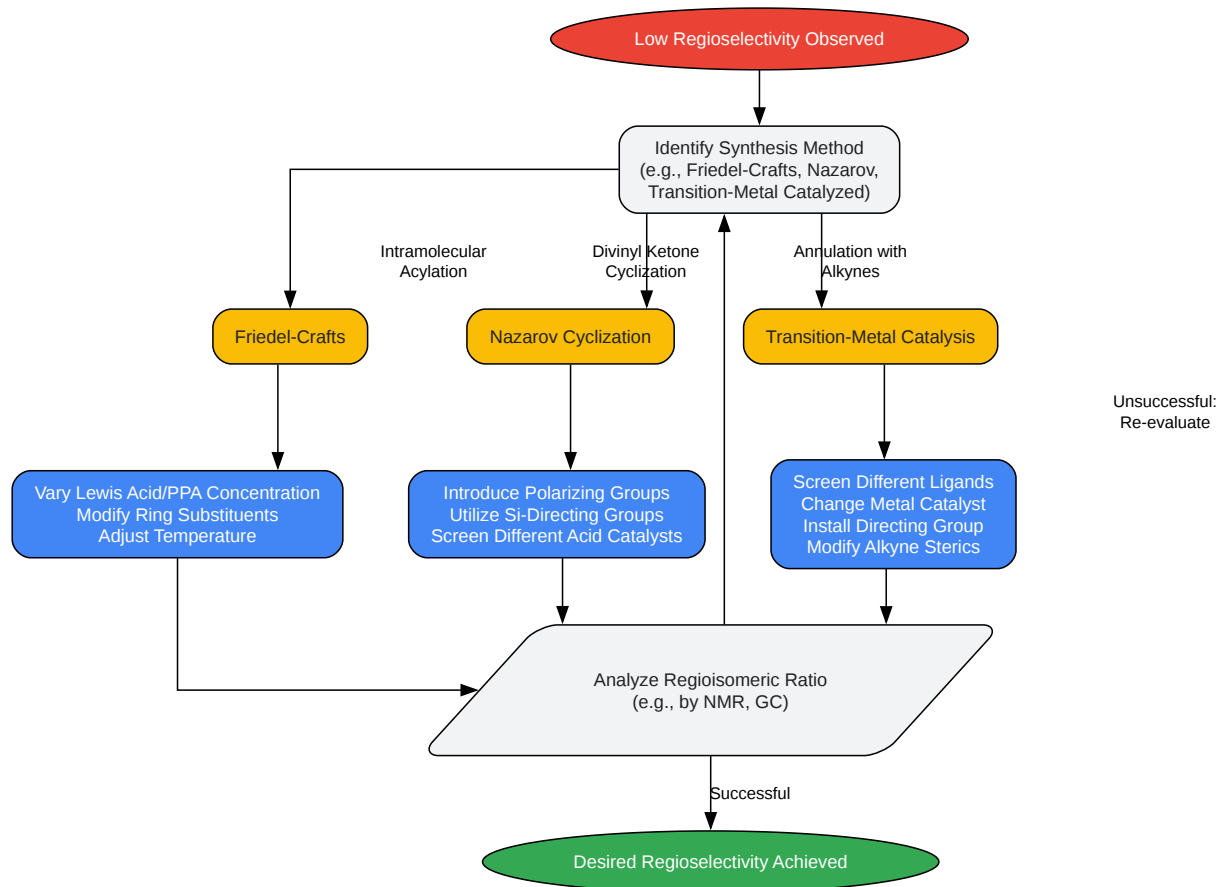 Low Regioselectivity Observed
Identify Synthesis Method
(e.g., Friedel-Crafts, Nazarov,
Transition-Metal Catalyzed)
Intramolecular
Acylation
Divinyl Ketone
Cyclization
Annulation with
Alkynes
Friedel-Crafts
Nazarov Cyclization
Transition-Metal Catalysis
Unsuccessful:
Re-evaluate
Vary Lewis Acid/PPA Concentration
Modify Ring Substituents
Adjust Temperature
Introduce Polarizing Groups
Utilize Si-Directing Groups
Screen Different Acid Catalysts
Screen Different Ligands
Change Metal Catalyst
Install Directing Group
Modify Alkyne Sterics
Analyze Regioisomeric Ratio
(e.g., by NMR, GC)
Successful
Desired Regioselectivity Achieved